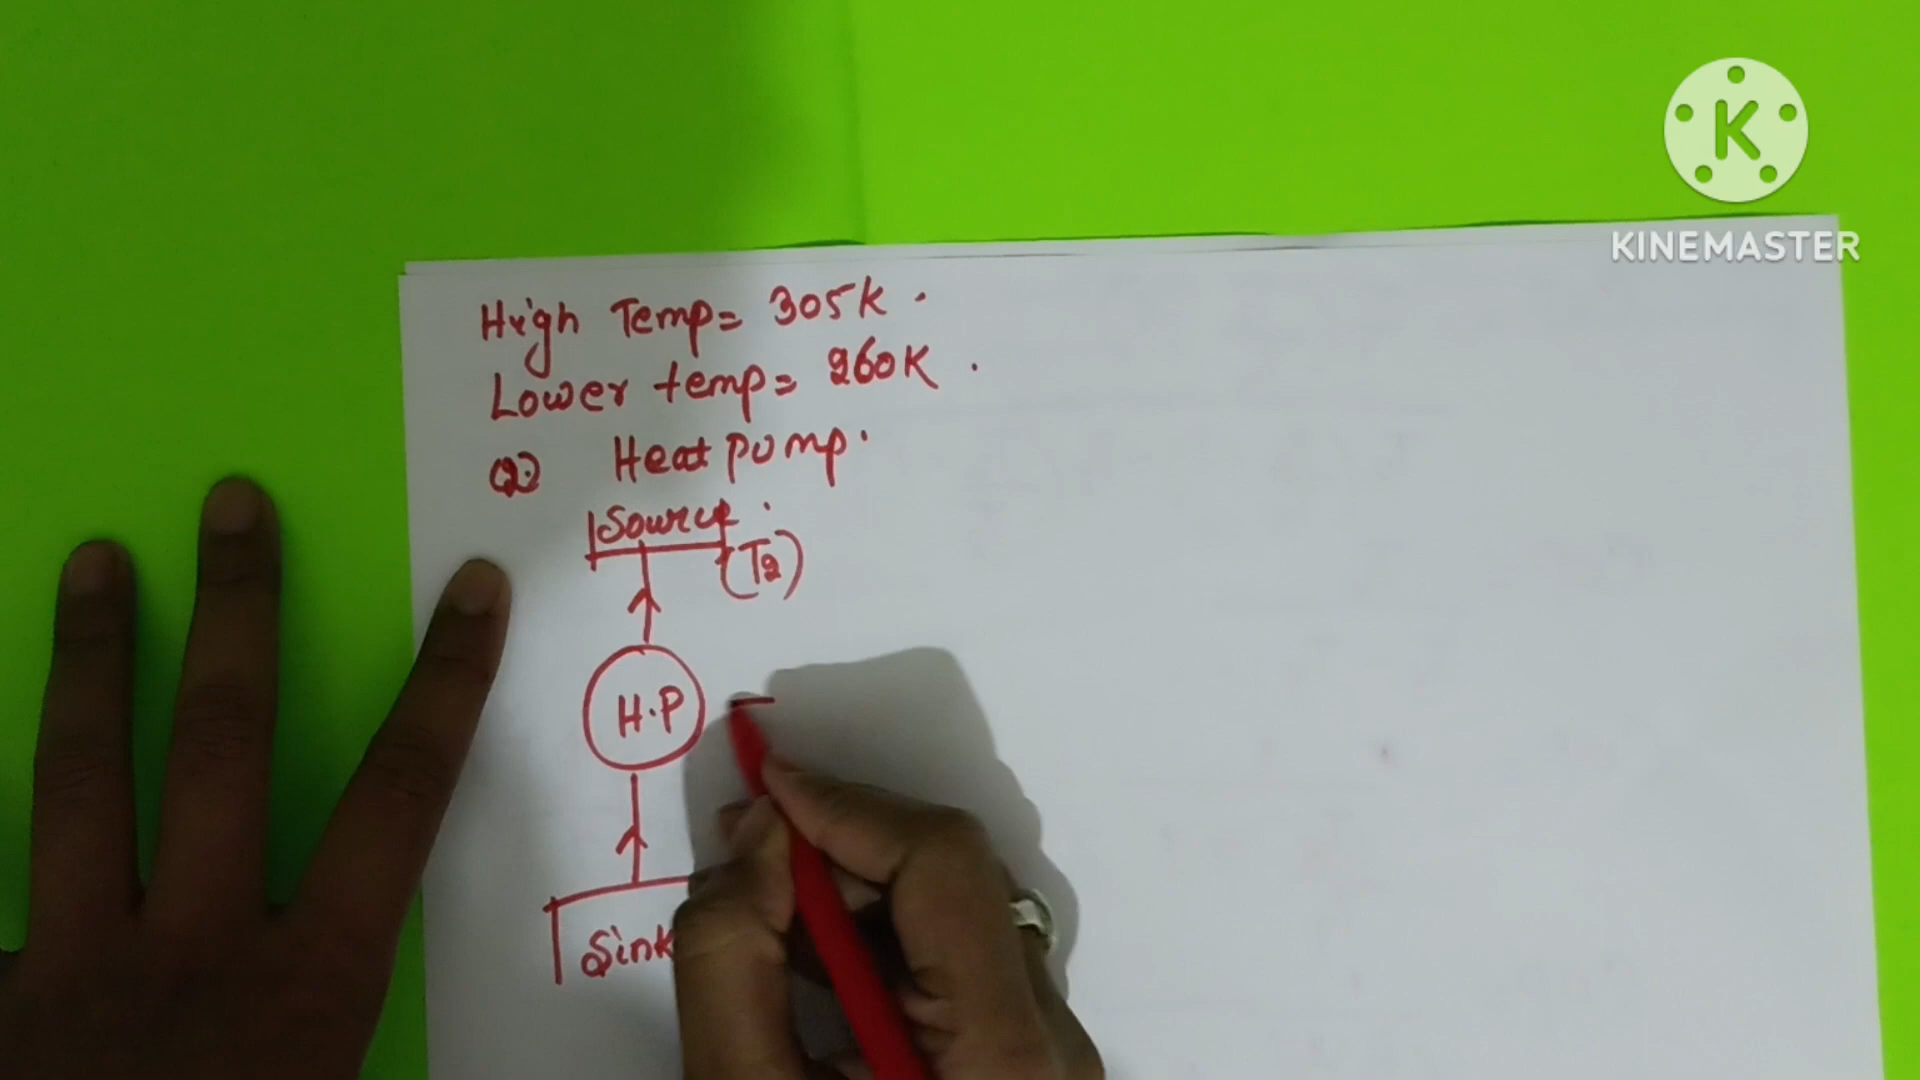 K
KINEMASTER
High Temp= 305K.
Lower temp= 260K.
Q2 Heat pump.
Source.
(T2)
H.P
Sink